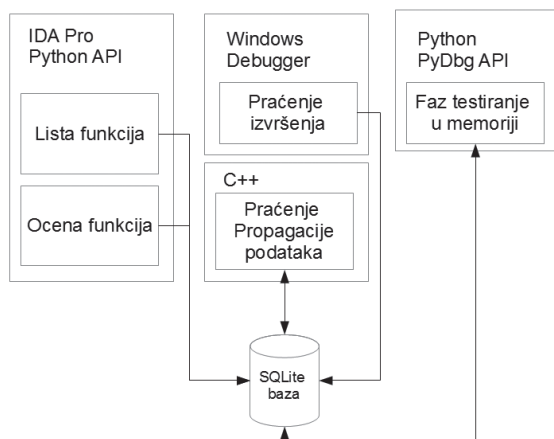 IDA Pro
Python API
Lista funkcija
Ocena funkcija
Windows
Debugger
Praćenje
izvršenja
C++
Praćenje
Propagacije
podataka
Python
PyDbg API
Faz testiranje
u memoriji
SQLite
baza